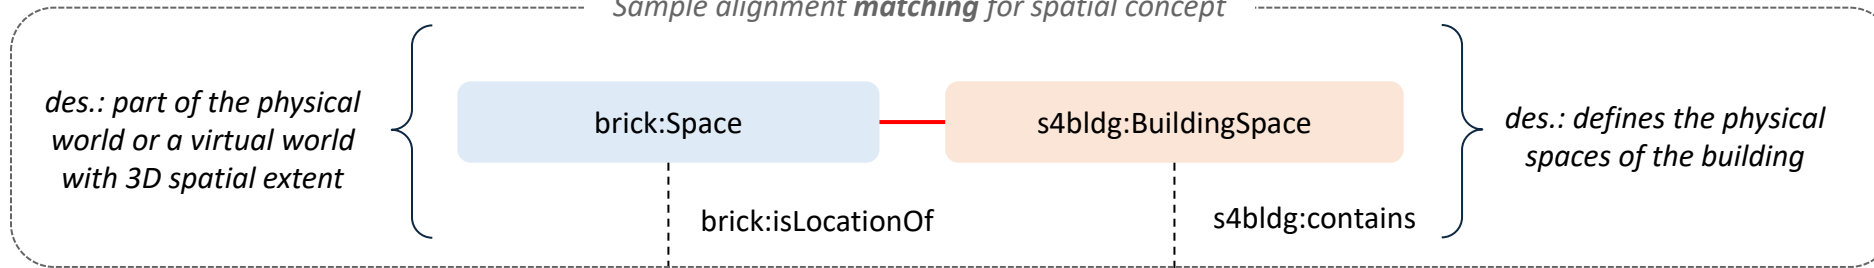 Sample alignment matching for spatial concept
des.: part of the physical
world or a virtual world
with 3D spatial extent
brick:Space
s4bldg:BuildingSpace
des.: defines the physical
spaces of the building
brick:isLocationOf
s4bldg:contains